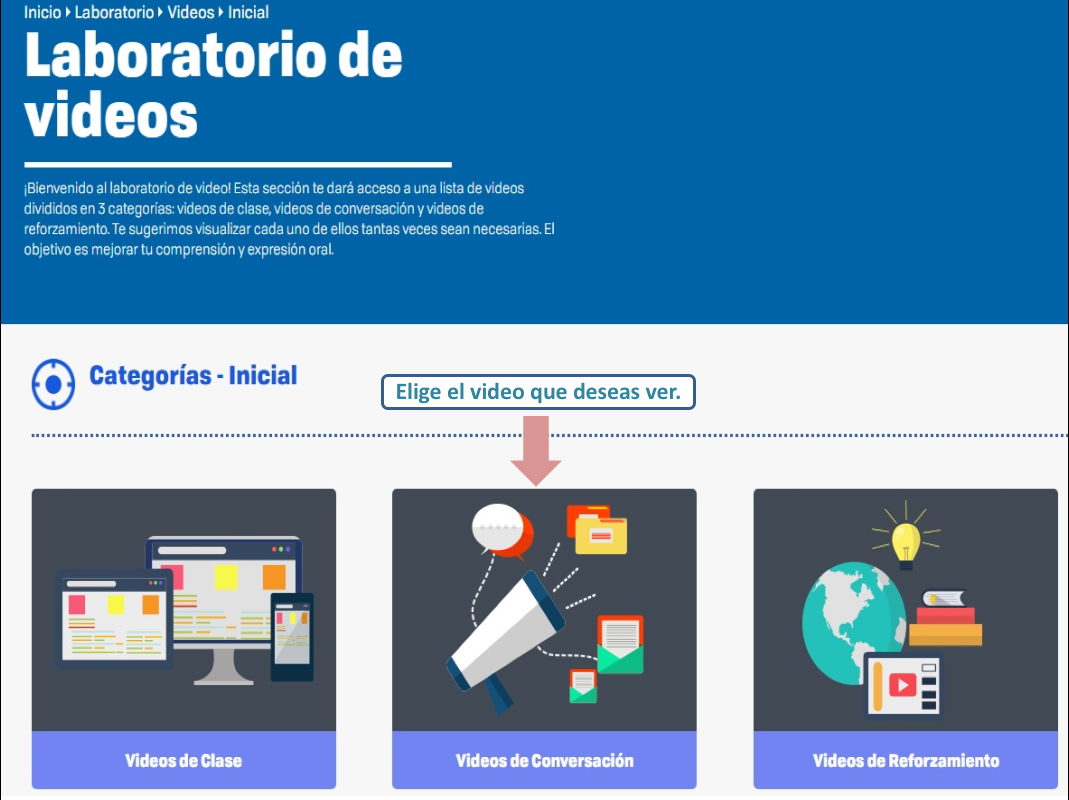 Inicio Laboratorio Videos Inicial
Laboratorio de
videos
¡Bienvenido al laboratorio de video! Esta sección te dará acceso a una lista de videos
divididos en 3 categorías: videos de clase, videos de conversación y videos de
reforzamiento. Te sugerimos visualizar cada uno de ellos tantas veces sean necesarias. El
objetivo es mejorar tu comprensión y expresión oral.
Categorías - Inicial
Elige el video que deseas ver.
Videos de Clase
Videos de Conversación
Videos de Reforzamiento